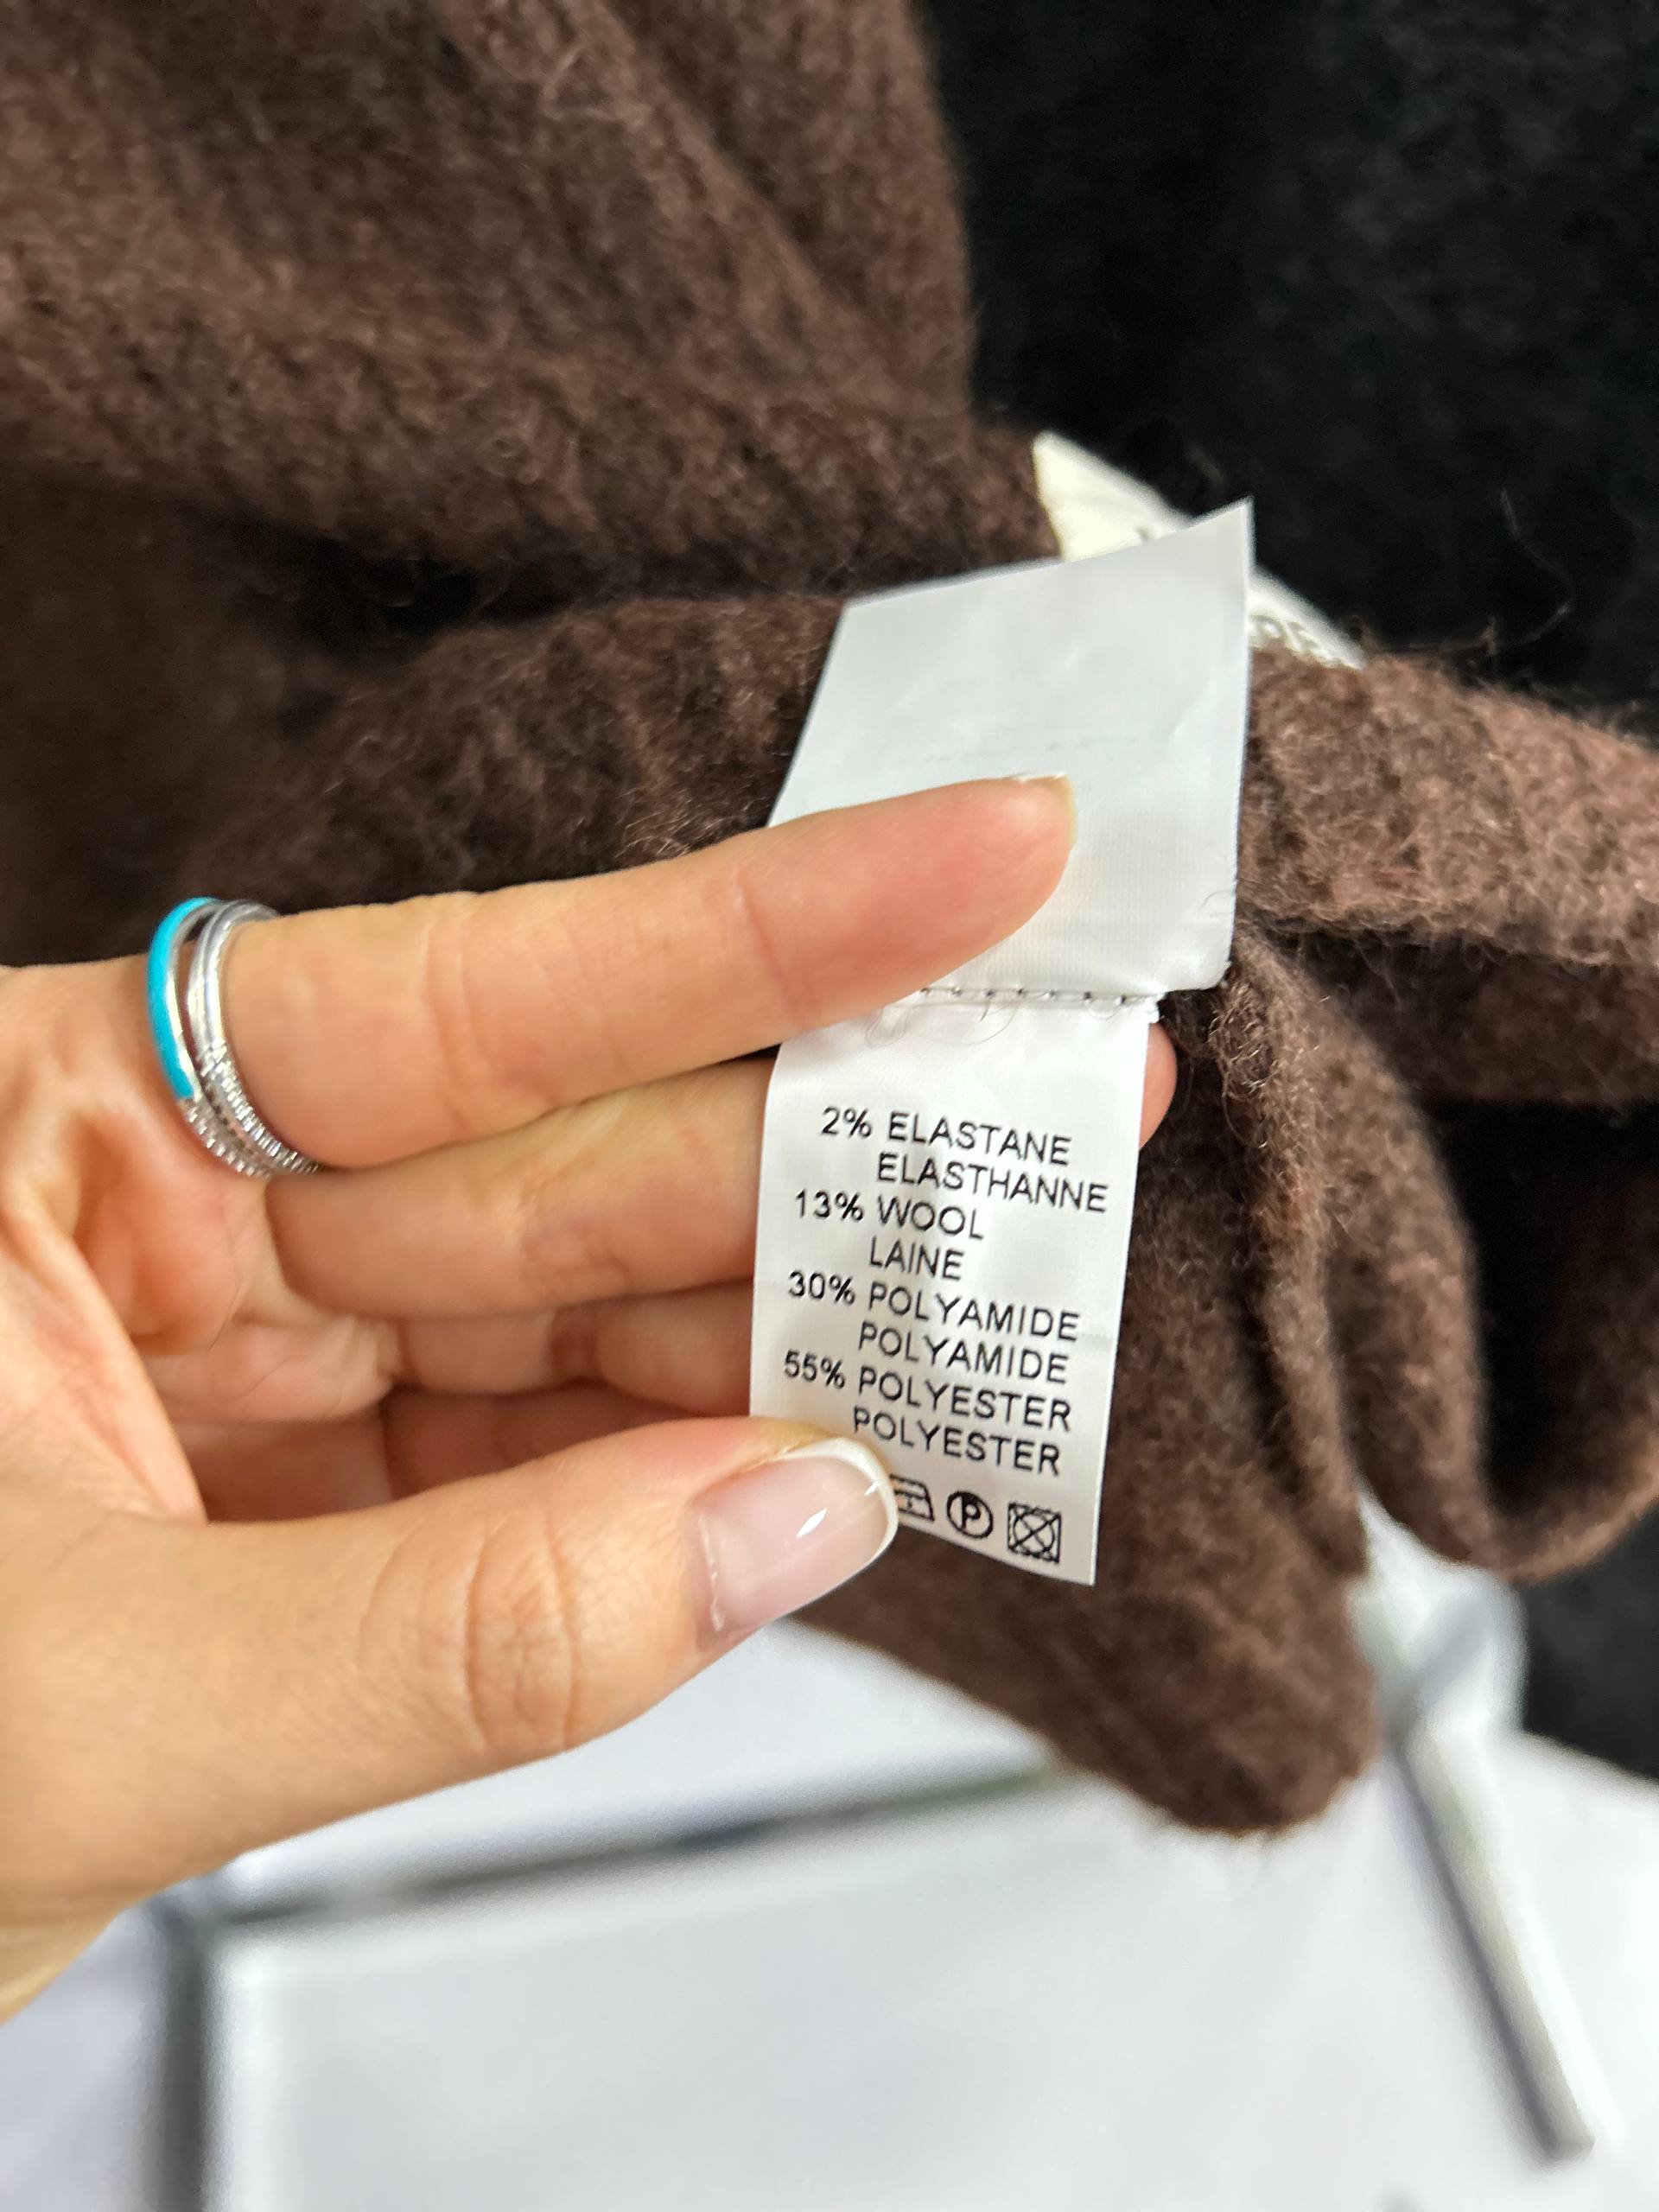 2% ELASTANE
ELASTHANNE
13% WOOL
LAINE
30% POLYAMIDE
POLYAMIDE
55% POLYESTER
POLYESTER
P